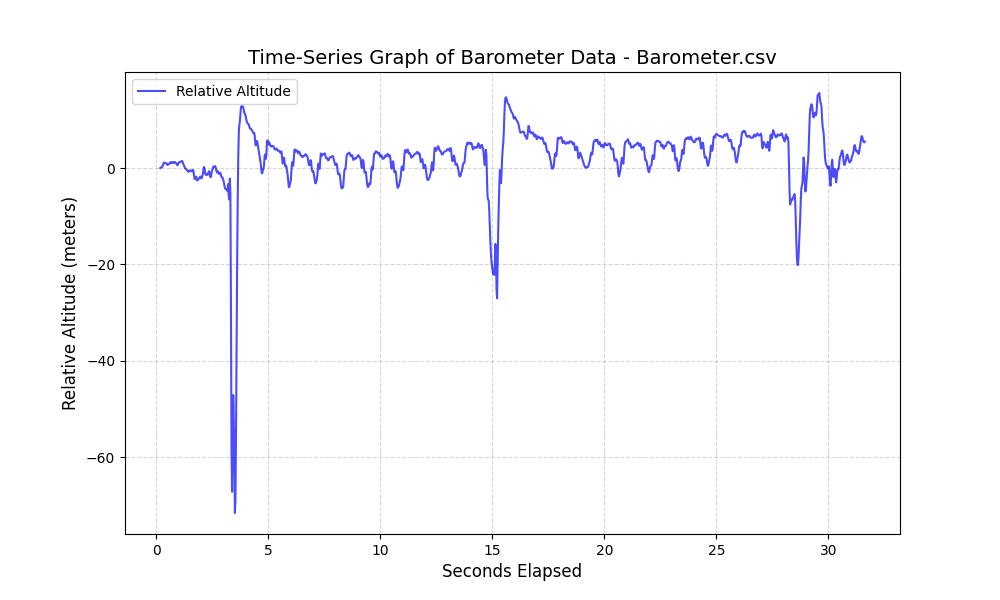 Time-Series Graph of Barometer Data - Barometer.csv
Relative Altitude
Relative Altitude (meters)
0
−20
−40
−60
0 5 10 15 20 25 30
Seconds Elapsed